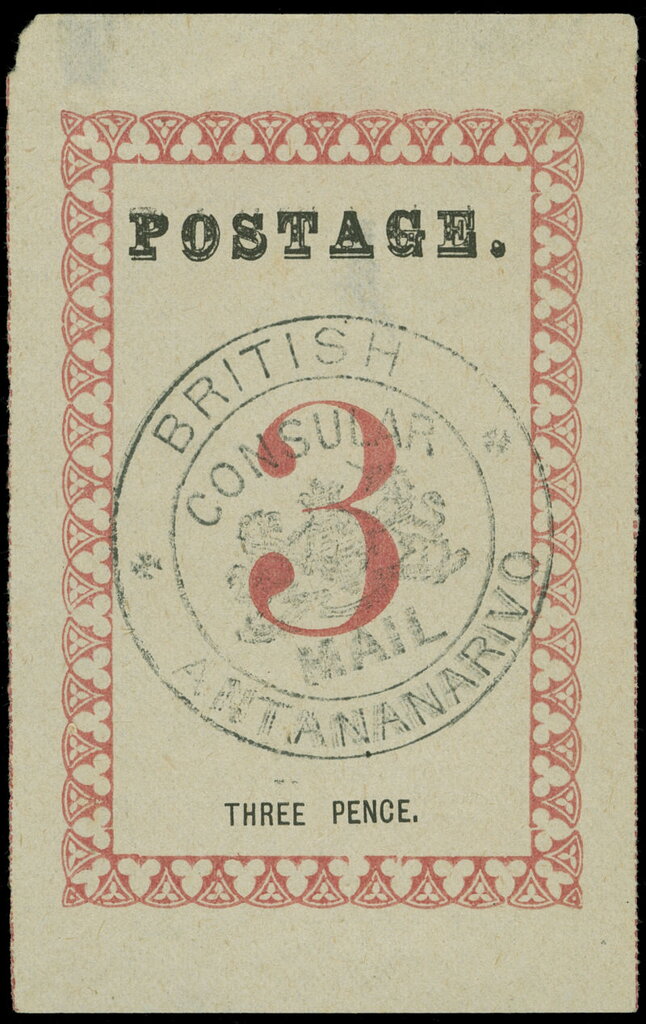 POSTAGE.
BRITISH
CONSULAR
3
MAIL
ANTANANARIVO
THREE PENCE.